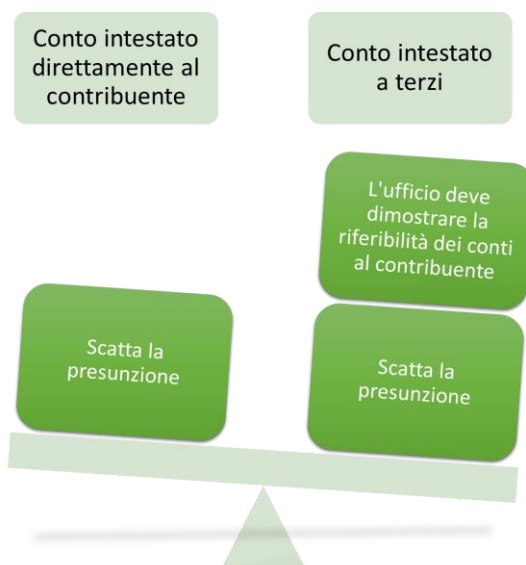 Conto intestato
direttamente al
contribuente
Conto intestato
a terzi
L'ufficio deve
dimostrare la
riferibilità dei conti
al contribuente
Scatta la
presunzione
Scatta la
presunzione